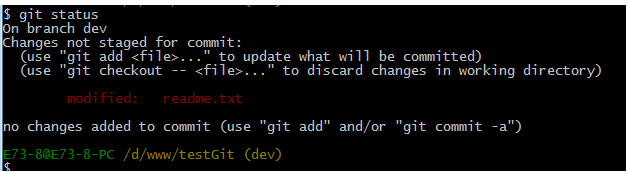 $ git status
On branch dev
Changes not staged for commit:
  (use "git add <file>..." to update what will be committed)
  (use "git checkout -- <file>..." to discard changes in working directory)
        modified:   readme.txt
no changes added to commit (use "git add" and/or "git commit -a")
E73-8@E73-8-PC /d/www/testGit (dev)
$